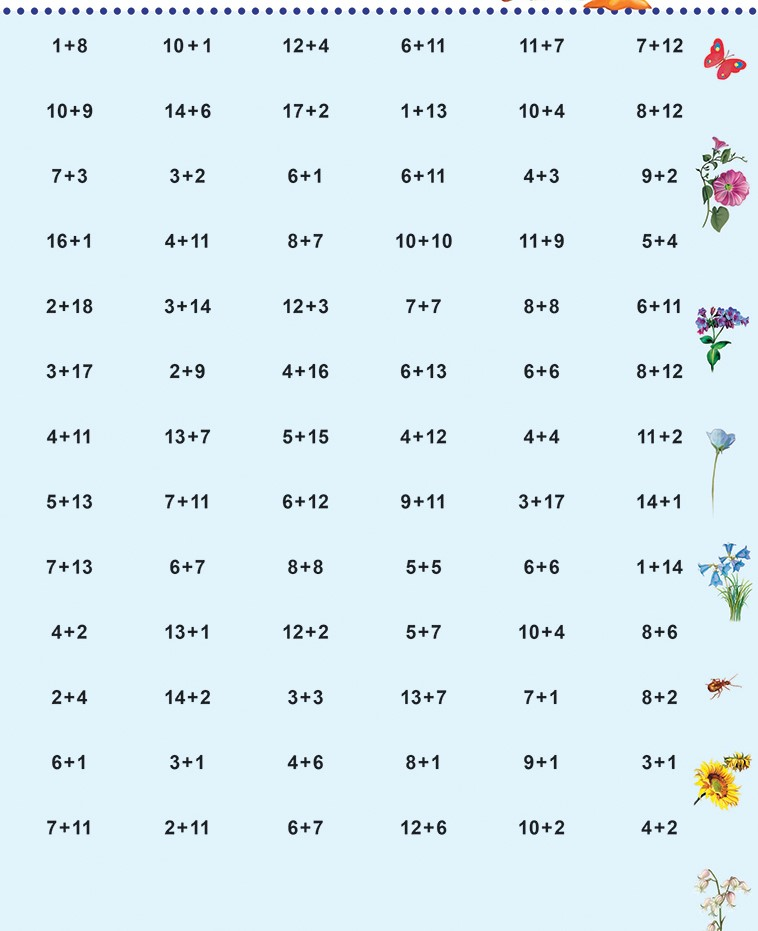 1+8 10+1 12+4 6+11 11+7 7+12
10+9 14+6 17+2 1+13 10+4 8+12
7+3 3+2 6+1 6+11 4+3 9+2
16+1 4+11 8+7 10+10 11+9 5+4
2+18 3+14 12+3 7+7 8+8 6+11
3+17 2+9 4+16 6+13 6+6 8+12
4+11 13+7 5+15 4+12 4+4 11+2
5+13 7+11 6+12 9+11 3+17 14+1
7+13 6+7 8+8 5+5 6+6 1+14
4+2 13+1 12+2 5+7 10+4 8+6
2+4 14+2 3+3 13+7 7+1 8+2
6+1 3+1 4+6 8+1 9+1 3+1
7+11 2+11 6+7 12+6 10+2 4+2